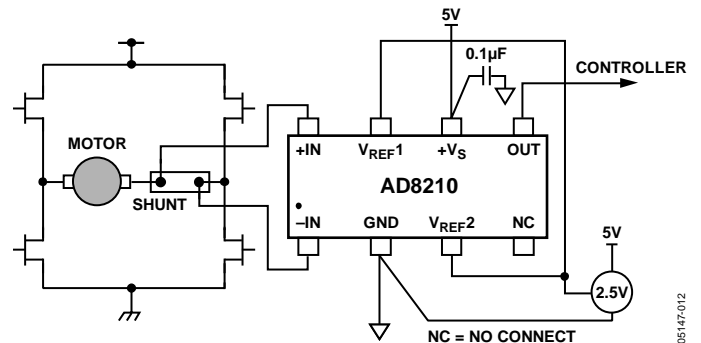 5V
0.1µF
CONTROLLER
MOTOR
SHUNT
+IN VREF1 +VS OUT
AD8210
–IN GND VREF2 NC
5V
2.5V
NC = NO CONNECT
05147-012